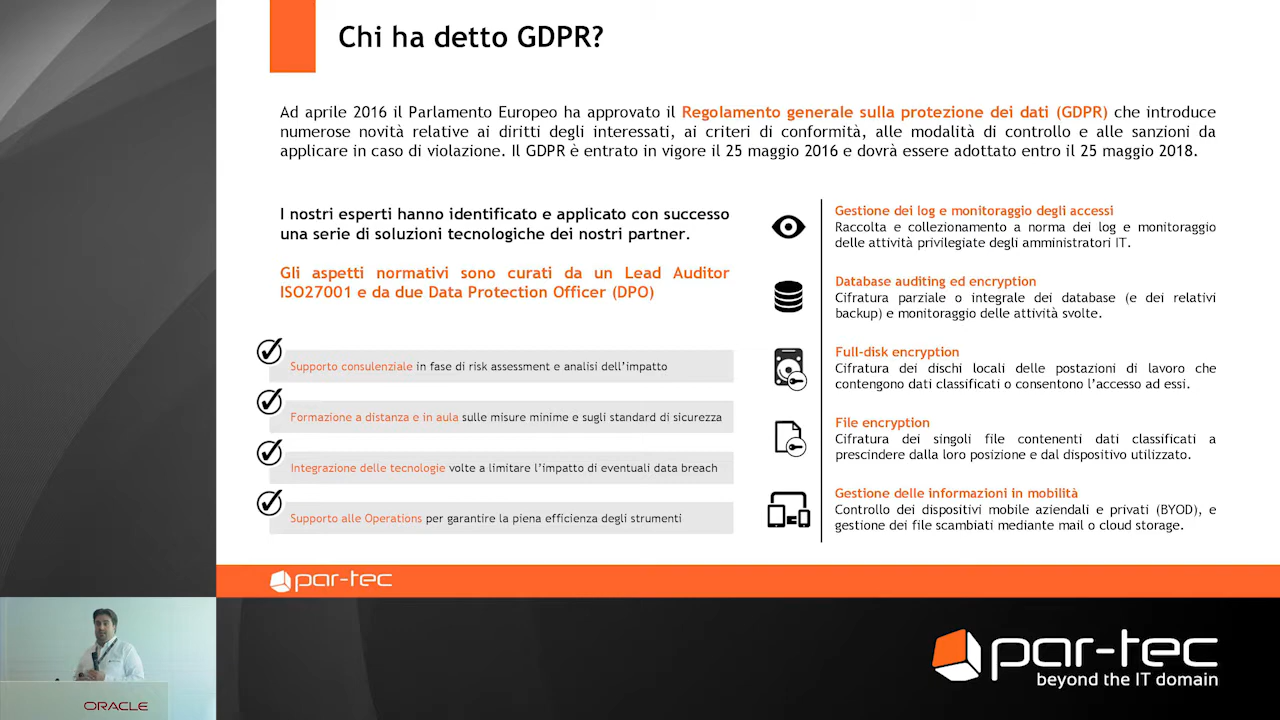 Chi ha detto GDPR?
Ad aprile 2016 il Parlamento Europeo ha approvato il Regolamento generale sulla protezione dei dati (GDPR) che introduce
numerose novità relative ai diritti degli interessati, ai criteri di conformità, alle modalità di controllo e alle sanzioni da
applicare in caso di violazione. Il GDPR è entrato in vigore il 25 maggio 2016 e dovrà essere adottato entro il 25 maggio 2018.
I nostri esperti hanno identificato e applicato con successo
una serie di soluzioni tecnologiche dei nostri partner.
Gli aspetti normativi sono curati da un Lead Auditor
ISO27001 e da due Data Protection Officer (DPO)
Supporto consulenziale in fase di risk assessment e analisi dell'impatto
Formazione a distanza e in aula sulle misure minime e sugli standard di sicurezza
Integrazione delle tecnologie volte a limitare l'impatto di eventuali data breach
Supporto alle Operations per garantire la piena efficienza degli strumenti
Gestione dei log e monitoraggio degli accessi
Raccolta e collezionamento a norma dei log e monitoraggio
delle attività privilegiate degli amministratori IT.
Database auditing ed encryption
Cifratura parziale o integrale dei database (e dei relativi
backup) e monitoraggio delle attività svolte.
Full-disk encryption
Cifratura dei dischi locali delle postazioni di lavoro che
contengono dati classificati o consentono l'accesso ad essi.
File encryption
Cifratura dei singoli file contenenti dati classificati a
prescindere dalla loro posizione e dal dispositivo utilizzato.
Gestione delle informazioni in mobilità
Controllo dei dispositivi mobile aziendali e privati (BYOD), e
gestione dei file scambiati mediante mail o cloud storage.
par-tec
ORACLE
par-tec
beyond the IT domain